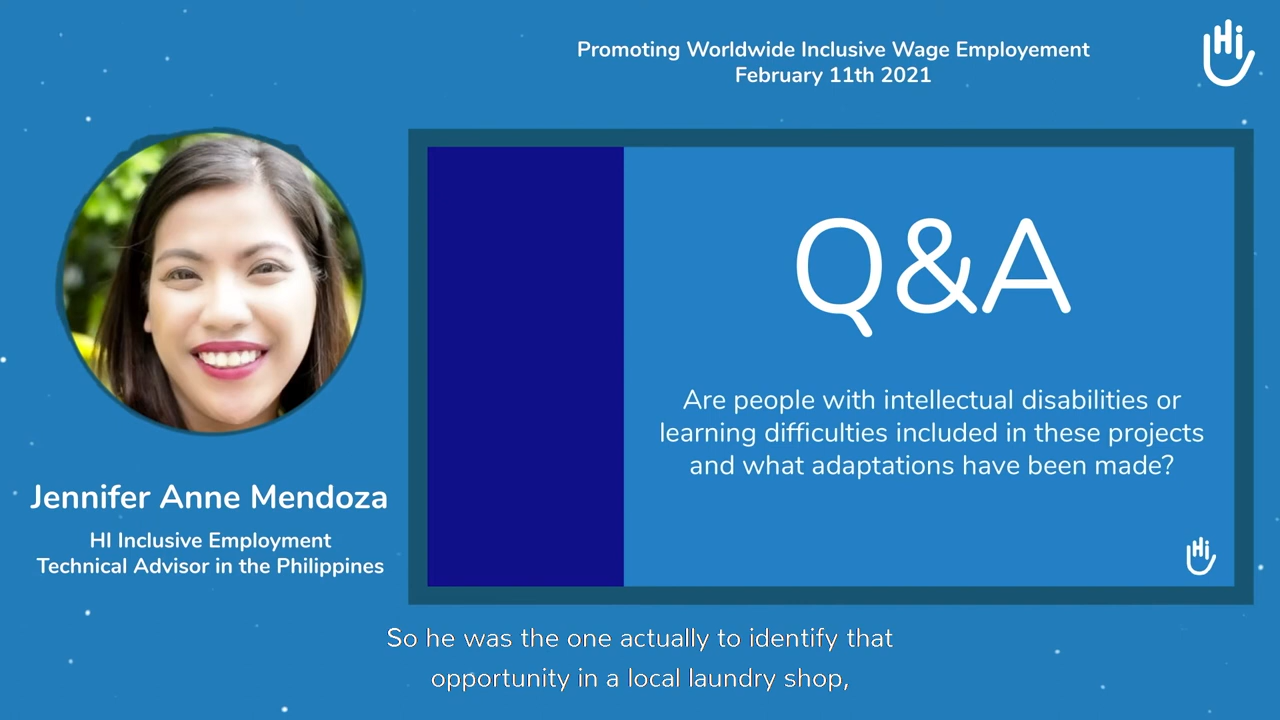 Promoting Worldwide Inclusive Wage Employement
February 11th 2021
Hi
Q&A
Are people with intellectual disabilities or
learning difficulties included in these projects
and what adaptations have been made?
Hi
Jennifer Anne Mendoza
HI Inclusive Employment
Technical Advisor in the Philippines
So he was the one actually to identify that
opportunity in a local laundry shop,